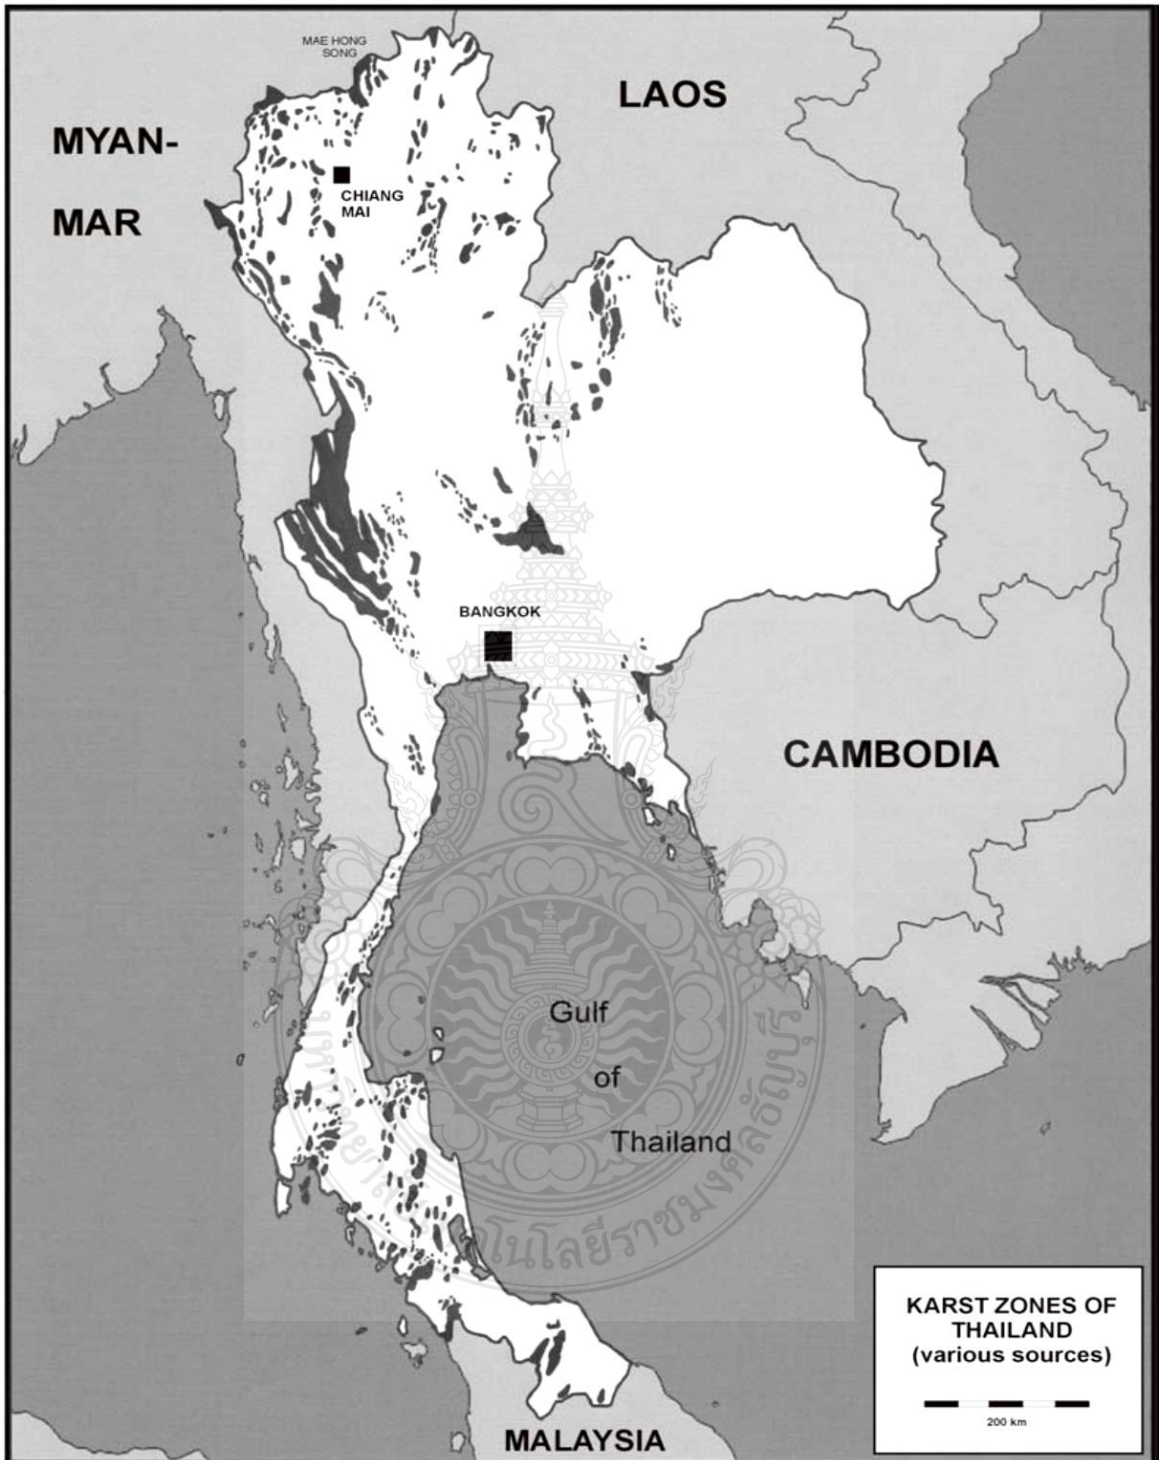 MAE HONG
SONG
LAOS
MYAN-
MAR
CHIANG
MAI
BANGKOK
CAMBODIA
Gulf
of
Thailand
KARST ZONES OF
THAILAND
(various sources)
200 km
MALAYSIA